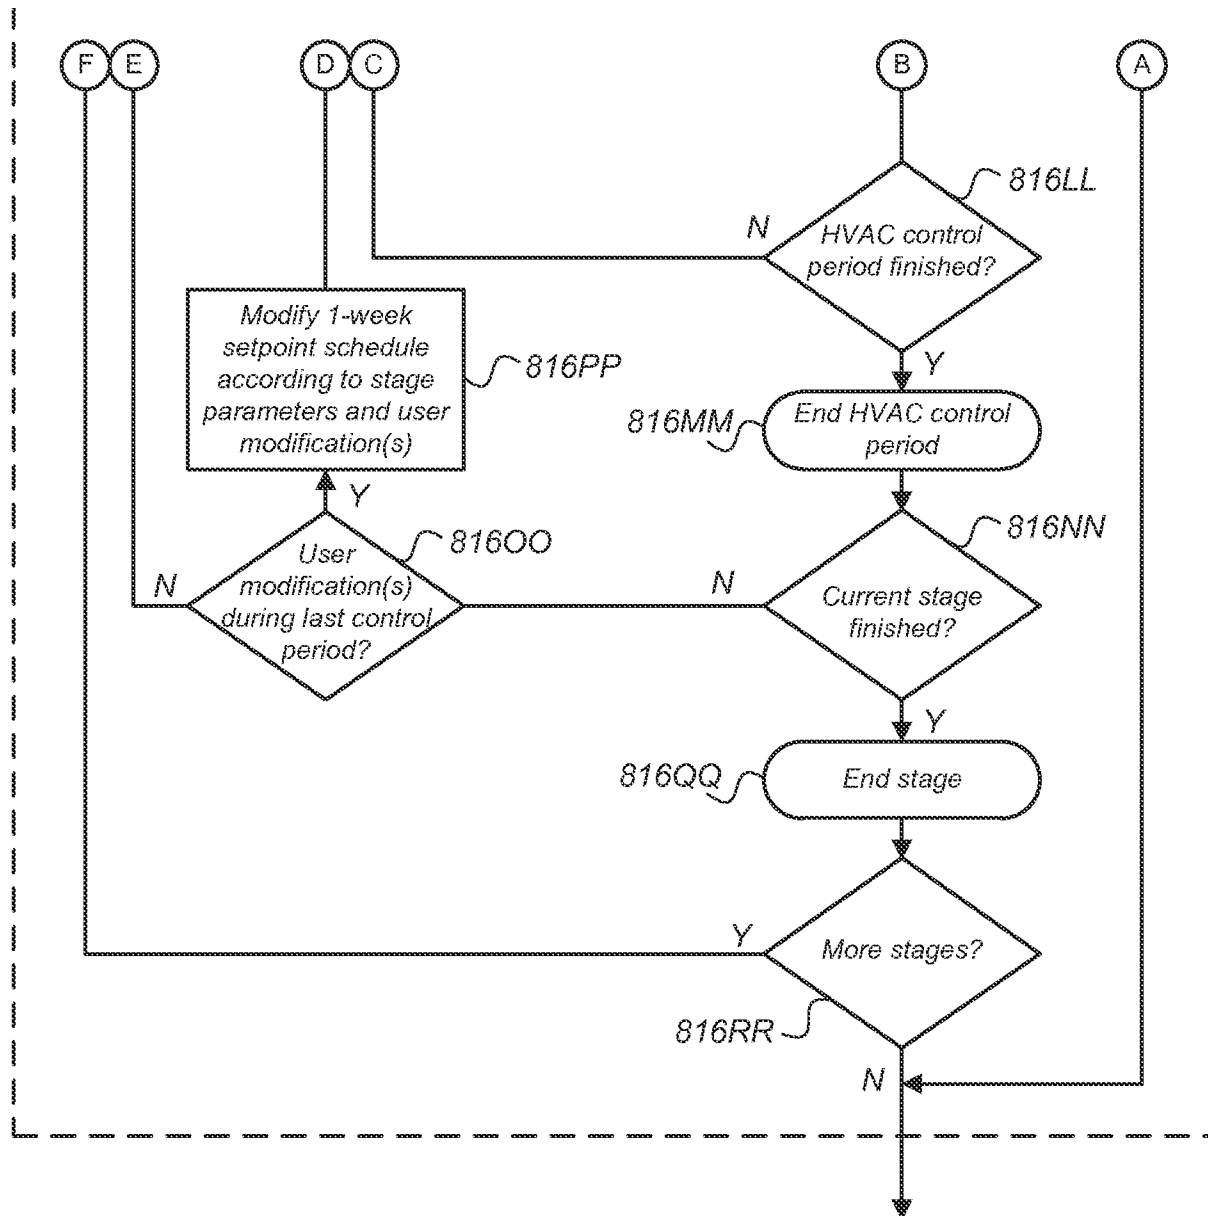 F E D C B A
816LL
N
HVAC control
period finished?
Y
Modify 1-week
setpoint schedule
according to stage
parameters and user
modification(s)
816PP
816MM
End HVAC control
period
Y
816OO
816NN
User
modification(s)
during last control
period?
N
N
Current stage
finished?
Y
816QQ
End stage
Y
More stages?
816RR
N